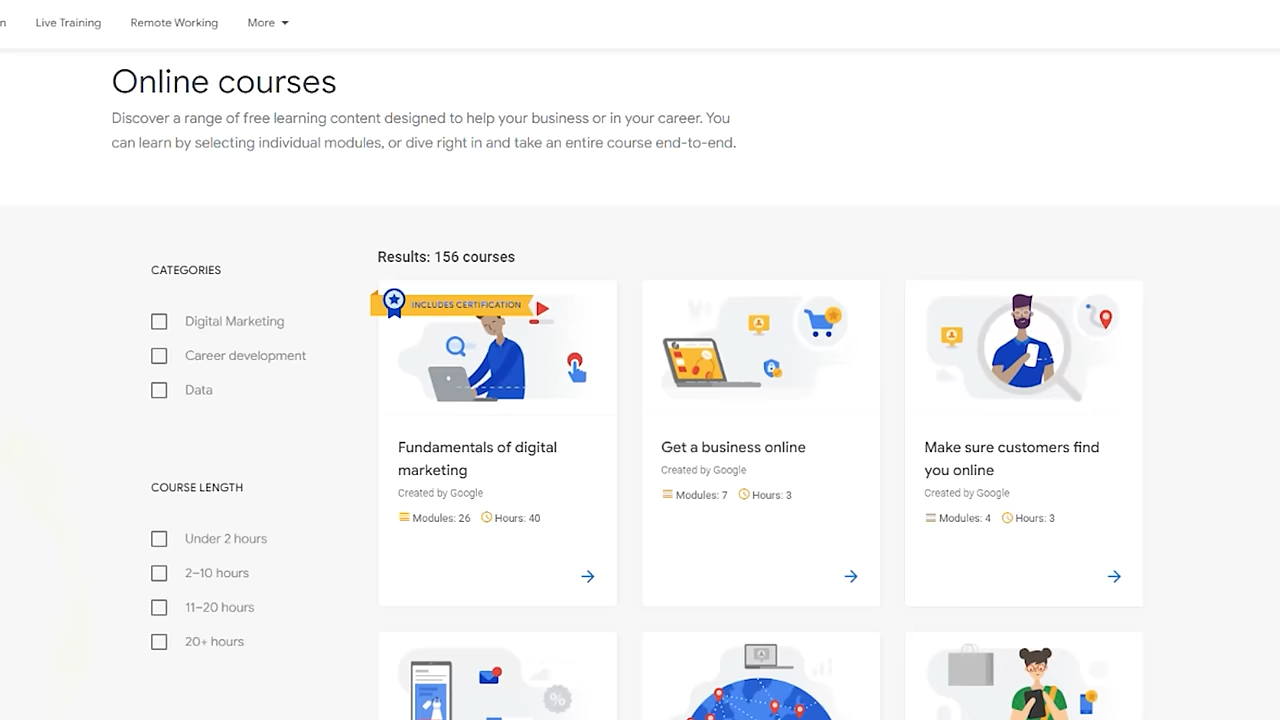 Live Training Remote Working More
Online courses
Discover a range of free learning content designed to help your business or in your career. You
can learn by selecting individual modules, or dive right in and take an entire course end-to-end.
CATEGORIES
Digital Marketing
Career development
Data
COURSE LENGTH
Under 2 hours
2–10 hours
11–20 hours
20+ hours
Results: 156 courses
INCLUDES CERTIFICATION
Fundamentals of digital
marketing
Created by Google
Modules: 26 Hours: 40
Get a business online
Created by Google
Modules: 7 Hours: 3
Make sure customers find
you online
Created by Google
Modules: 4 Hours: 3
%